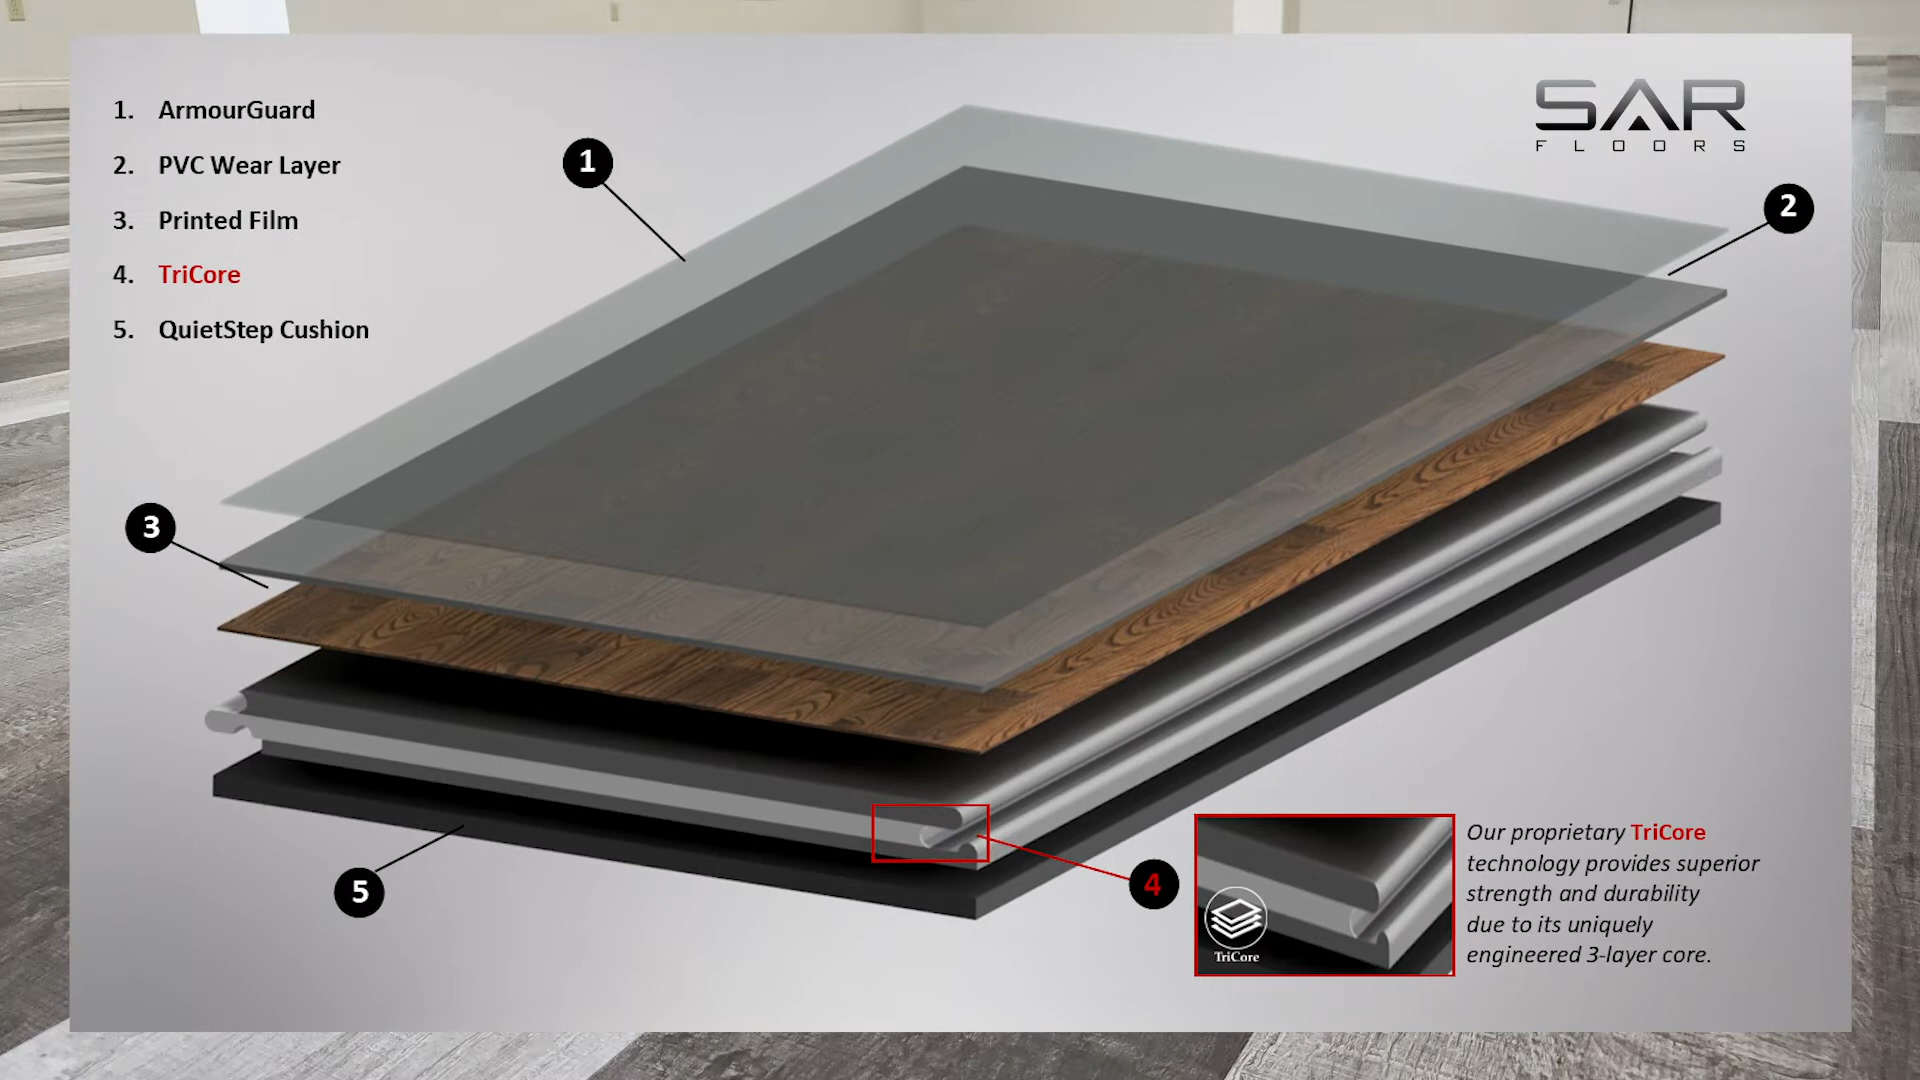 1. ArmourGuard
2. PVC Wear Layer
3. Printed Film
4. TriCore
5. QuietStep Cushion
SAR
FLOORS
1
2
3
5
4
TriCore
Our proprietary TriCore
technology provides superior
strength and durability
due to its uniquely
engineered 3-layer core.